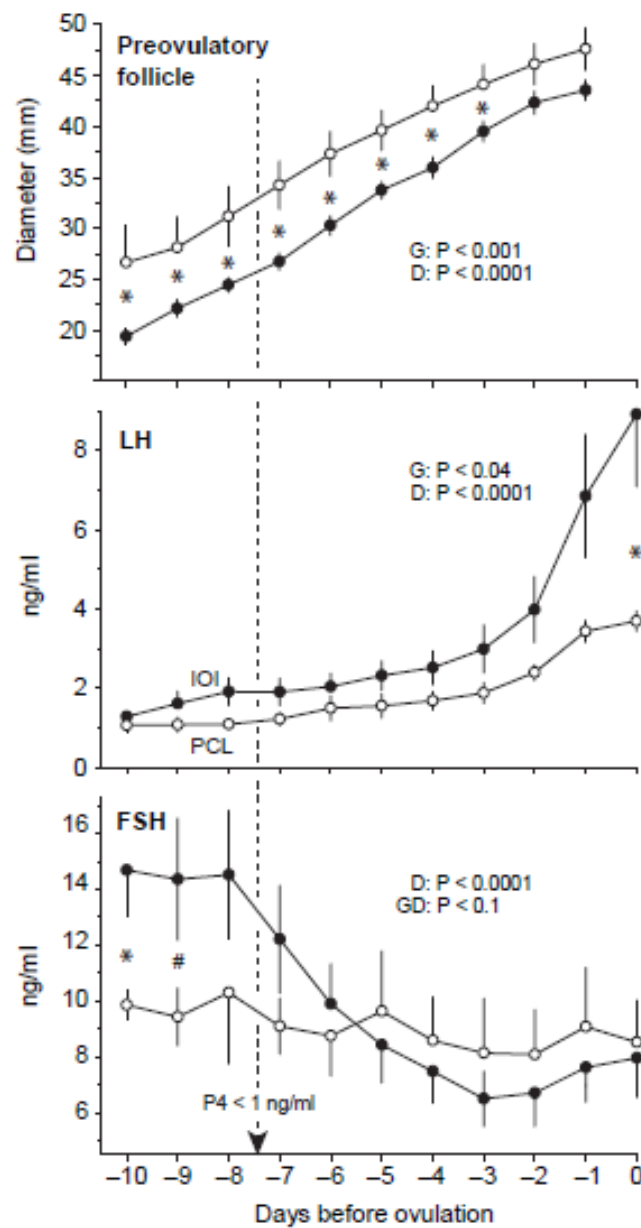 50
Preovulatory
follicle
45
40
35
30
25
20
Diameter (mm)
*
*
*
*
*
*
*
*
G: P < 0.001
D: P < 0.0001
LH
8
6
4
2
0
ng/ml
G: P < 0.04
D: P < 0.0001
*
IOI
PCL
FSH
16
14
12
10
8
6
ng/ml
D: P < 0.0001
GD: P < 0.1
* #
P4 < 1 ng/ml
–10 –9 –8 –7 –6 –5 –4 –3 –2 –1 0
Days before ovulation